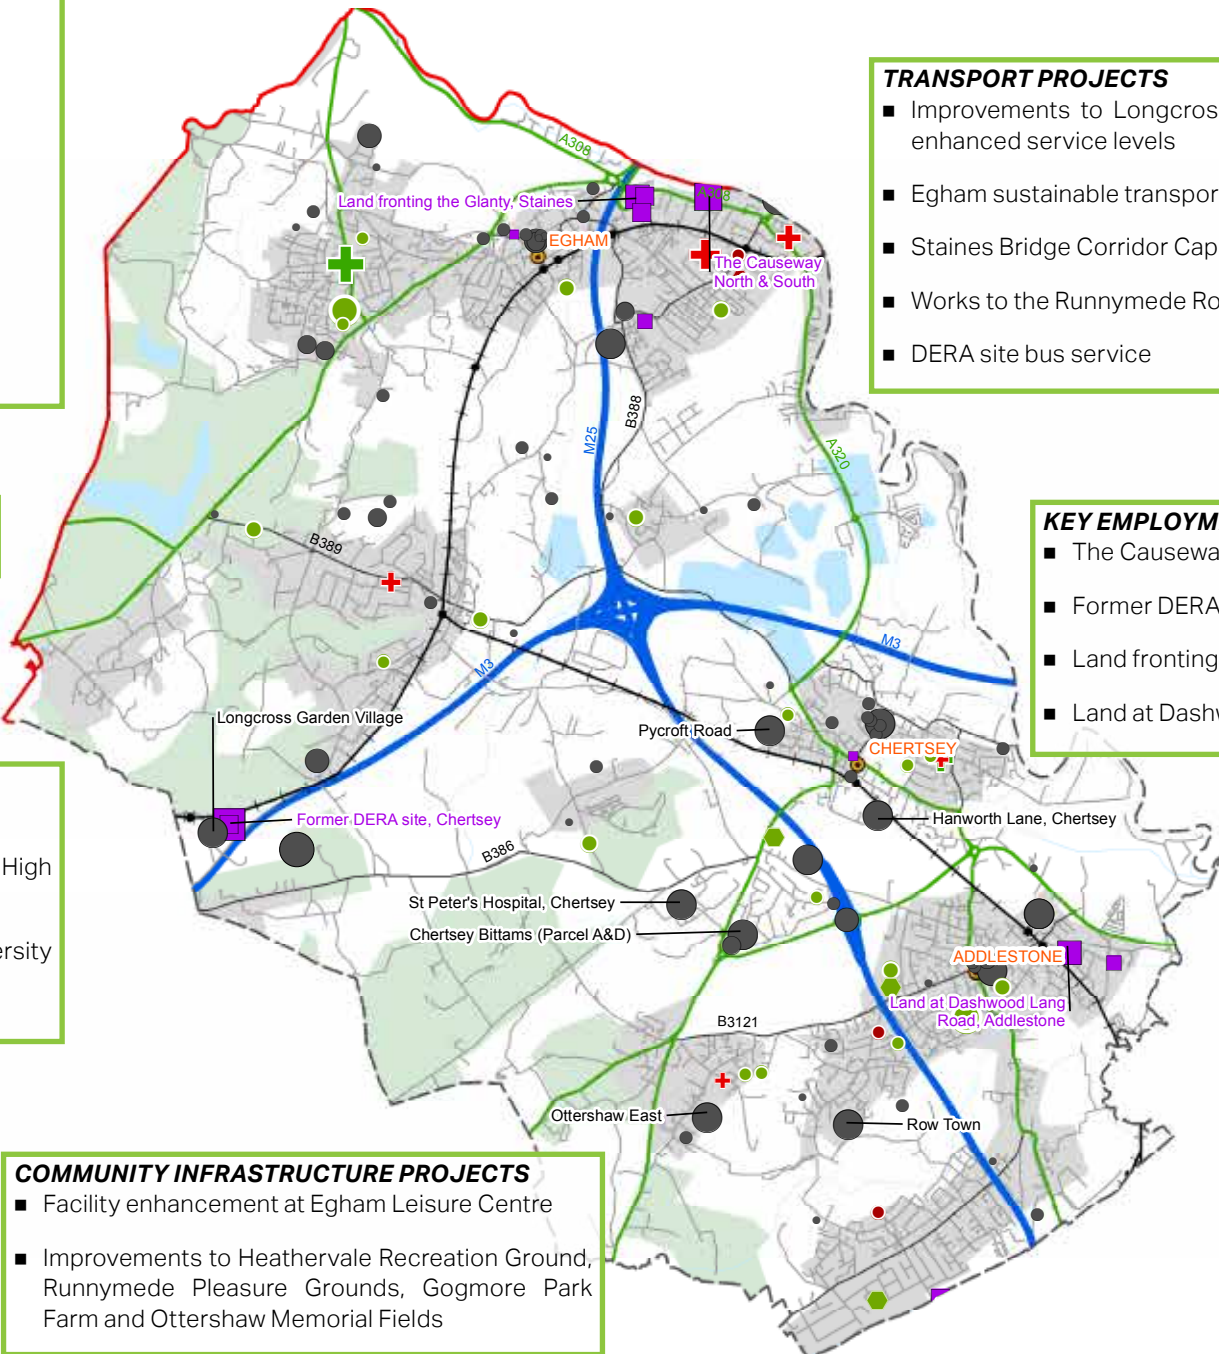 TRANSPORT PROJECTS
■ Improvements to Longcros
enhanced service levels
■ Egham sustainable transpor
■ Staines Bridge Corridor Cap
■ Works to the Runnymede Ro
■ DERA site bus service
A308
Land fronting the Glanty, Staines
A308
EGHAM
The Causeway
North & South
B388
M25
A320
KEY EMPLOYM
■ The Causewa
■ Former DERA
■ Land fronting
■ Land at Dashw
B389
M3
M3
Longcross Garden Village
Pycroft Road
CHERTSEY
Former DERA site, Chertsey
Hanworth Lane, Chertsey
B386
High
ersity
St Peter's Hospital, Chertsey
Chertsey Bittams (Parcel A&D)
ADDLESTONE
Land at Dashwood Lang
Road, Addlestone
B3121
Ottershaw East
Row Town
COMMUNITY INFRASTRUCTURE PROJECTS
■ Facility enhancement at Egham Leisure Centre
■ Improvements to Heathervale Recreation Ground,
Runnymede Pleasure Grounds, Gogmore Park
Farm and Ottershaw Memorial Fields